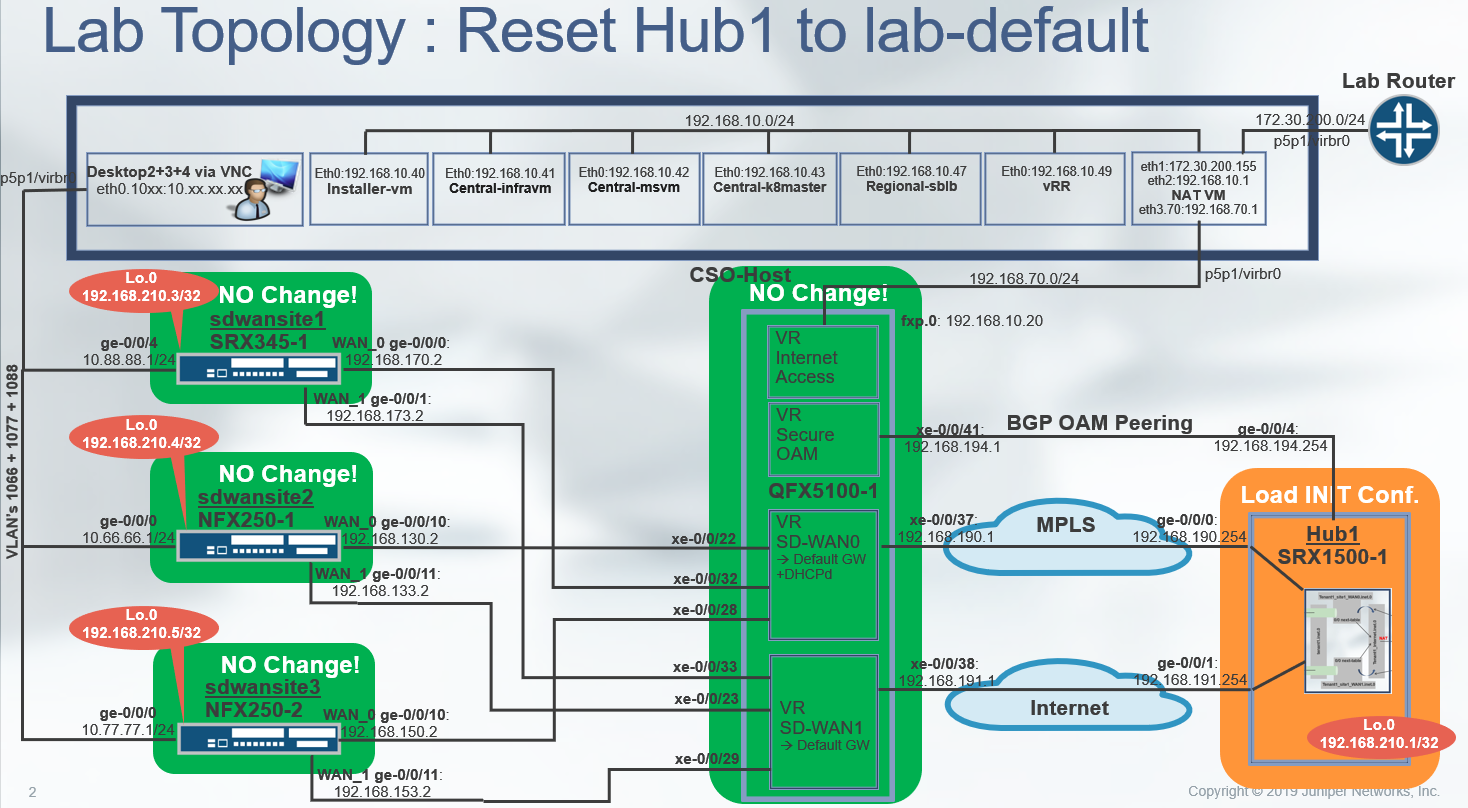 Lab Topology : Reset Hub1 to lab-default
Lab Router
192.168.10.0/24
172.30.200.0/24
p5p1/virbr0
p5p1/virbr
Desktop2+3+4 via VNC
eth0.10xx:10.xx.xx.xx
Eth0:192.168.10.40
Installer-vm
Eth0:192.168.10.41
Central-infravm
Eth0:192.168.10.42
Central-msvm
Eth0:192.168.10.43
Central-k8master
Eth0:192.168.10.47
Regional-sblb
Eth0:192.168.10.49
vRR
eth1:172.30.200.155
eth2:192.168.10.1
NAT VM
eth3.70:192.168.70.1
CSO-Host
192.168.70.0/24
p5p1/virbr0
NO Change!
fxp.0: 192.168.10.20
VLAN's 1066 + 1077 + 1088
Lo.0
192.168.210.3/32
NO Change!
sdwansite1
SRX345-1
ge-0/0/4
10.88.88.1/24
WAN_0 ge-0/0/0:
192.168.170.2
WAN_1 ge-0/0/1:
192.168.173.2
Lo.0
192.168.210.4/32
NO Change!
sdwansite2
NFX250-1
ge-0/0/0
10.66.66.1/24
WAN_0 ge-0/0/10:
192.168.130.2
WAN_1 ge-0/0/11:
192.168.133.2
Lo.0
192.168.210.5/32
NO Change!
sdwansite3
NFX250-2
ge-0/0/0
10.77.77.1/24
WAN_0 ge-0/0/10:
192.168.150.2
WAN_1 ge-0/0/11:
192.168.153.2
VR
Internet
Access
VR
Secure
OAM
QFX5100-1
VR
SD-WAN0
→ Default GW
+DHCPd
VR
SD-WAN1
→ Default GW
xe-0/0/22
xe-0/0/32
xe-0/0/28
xe-0/0/33
xe-0/0/23
xe-0/0/29
xe-0/0/41:
192.168.194.1
BGP OAM Peering
ge-0/0/4:
192.168.194.254
xe-0/0/37:
192.168.190.1
MPLS
ge-0/0/0:
192.168.190.254
xe-0/0/38:
192.168.191.1
Internet
ge-0/0/1:
192.168.191.254
Load INIT Conf.
Hub1
SRX1500-1
Tenant1_site1_WAN0.inet.0
NAT
Tenant1_site1_WAN1.inet.0
Lo.0
192.168.210.1/32
2
Copyright © 2019 Juniper Networks, Inc.